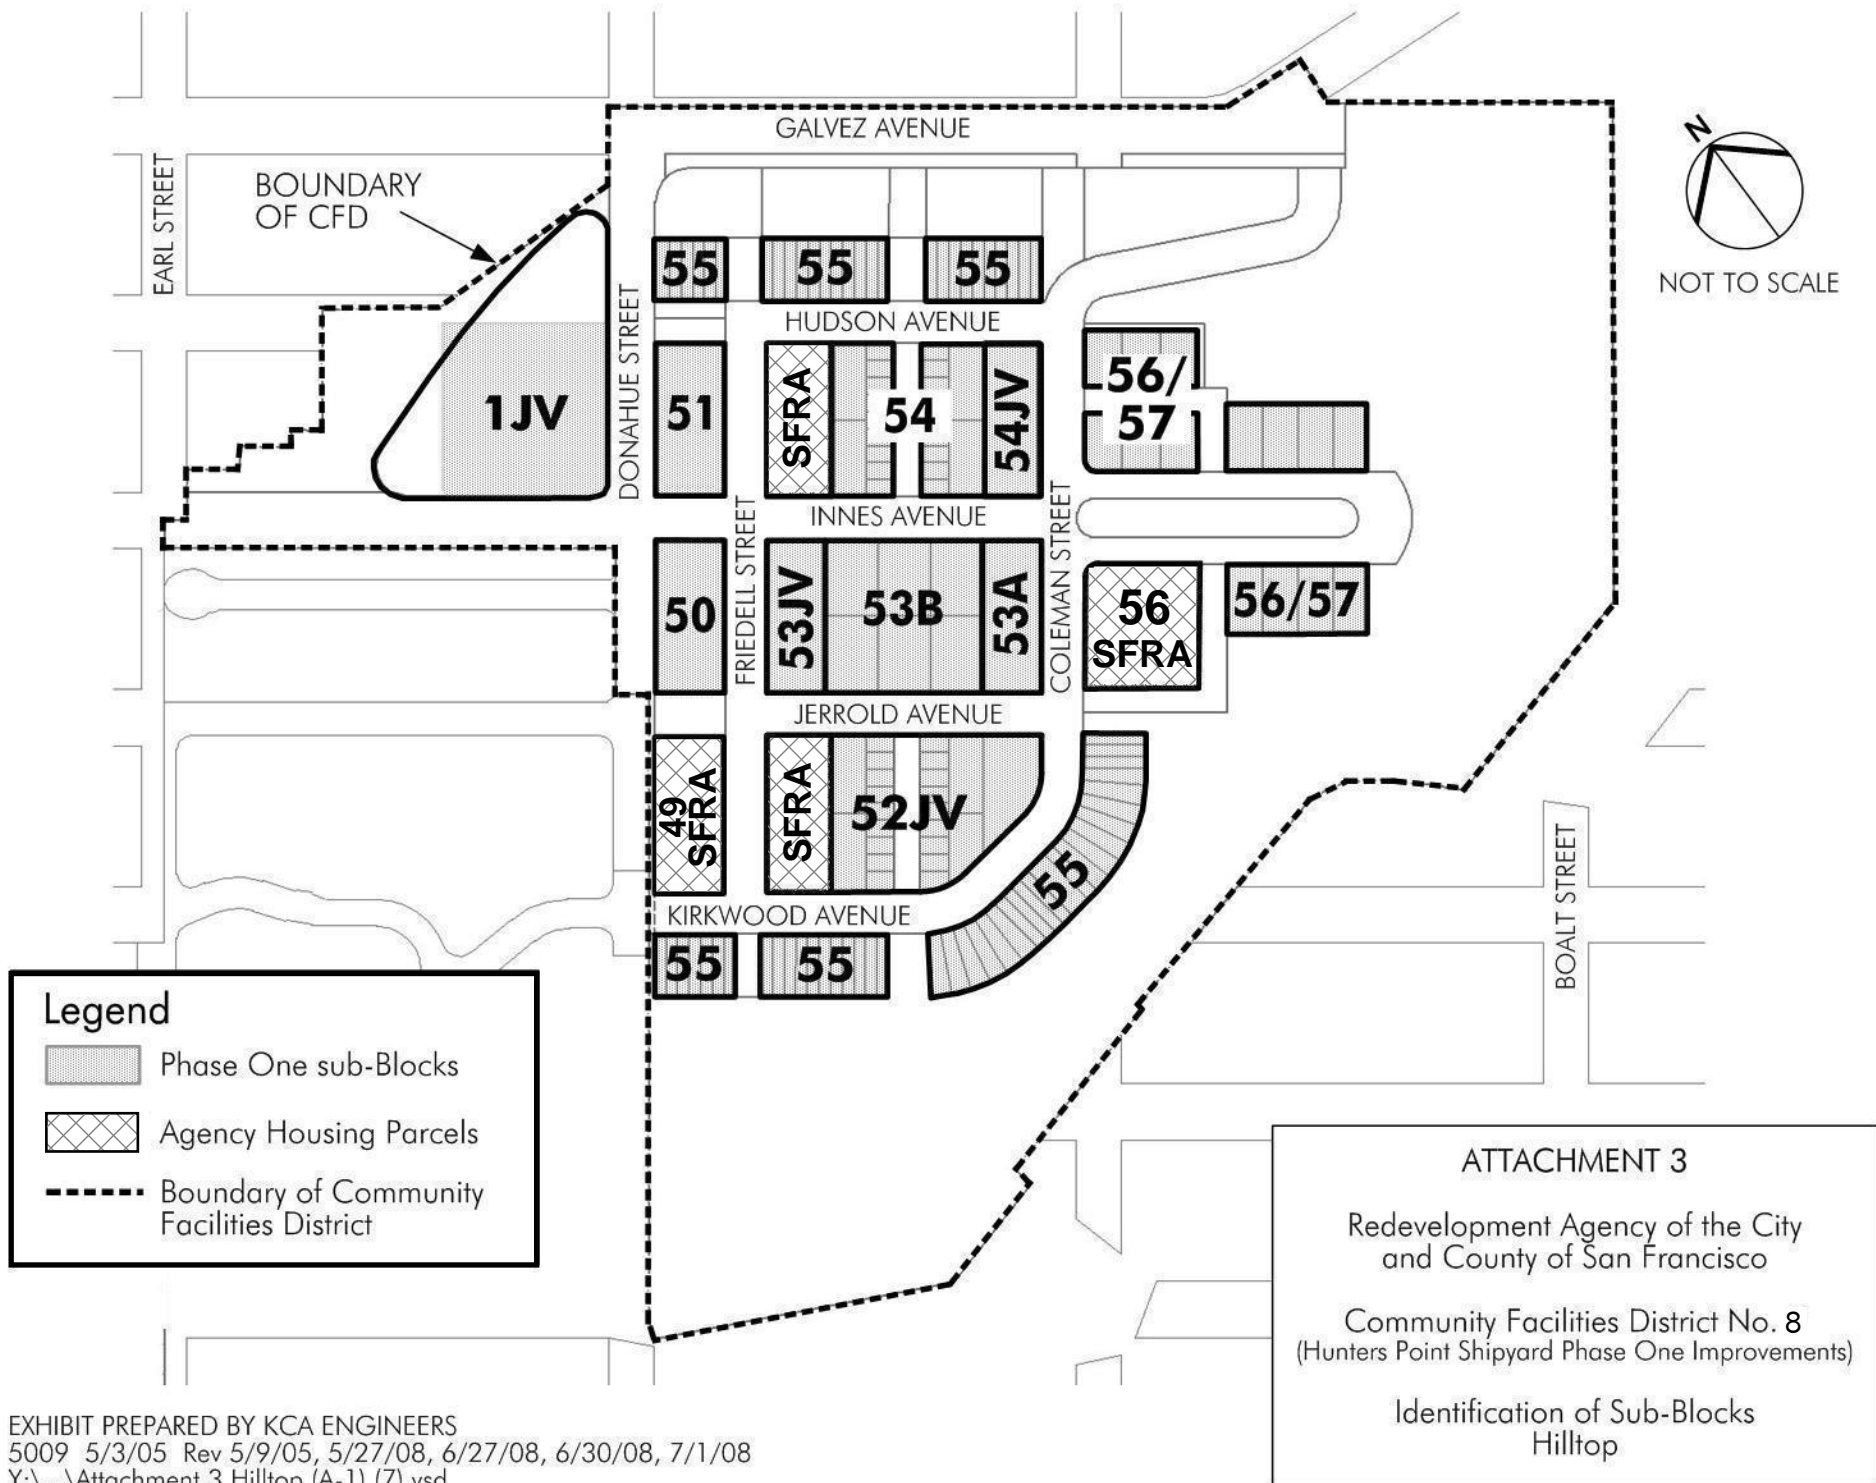 GALVEZ AVENUE
N
NOT TO SCALE
EARL STREET
BOUNDARY
OF CFD
55
55
55
HUDSON AVENUE
DONAHUE STREET
1JV
51
SFRA
54
54JV
56/
57
INNES AVENUE
FRIEDELL STREET
COLEMAN STREET
50
53JV
53B
53A
56
SFRA
56/57
JERROLD AVENUE
49
SFRA
SFRA
52JV
55
BOALT STREET
KIRKWOOD AVENUE
55
55
Legend
Phase One sub-Blocks
Agency Housing Parcels
Boundary of Community
Facilities District
ATTACHMENT 3
Redevelopment Agency of the City
and County of San Francisco
Community Facilities District No. 8
(Hunters Point Shipyard Phase One Improvements)
Identification of Sub-Blocks
Hilltop
EXHIBIT PREPARED BY KCA ENGINEERS
5009 5/3/05 Rev 5/9/05, 5/27/08, 6/27/08, 6/30/08, 7/1/08
Y:\...\Attachment 3 Hilltop (A-1) (7).vsd